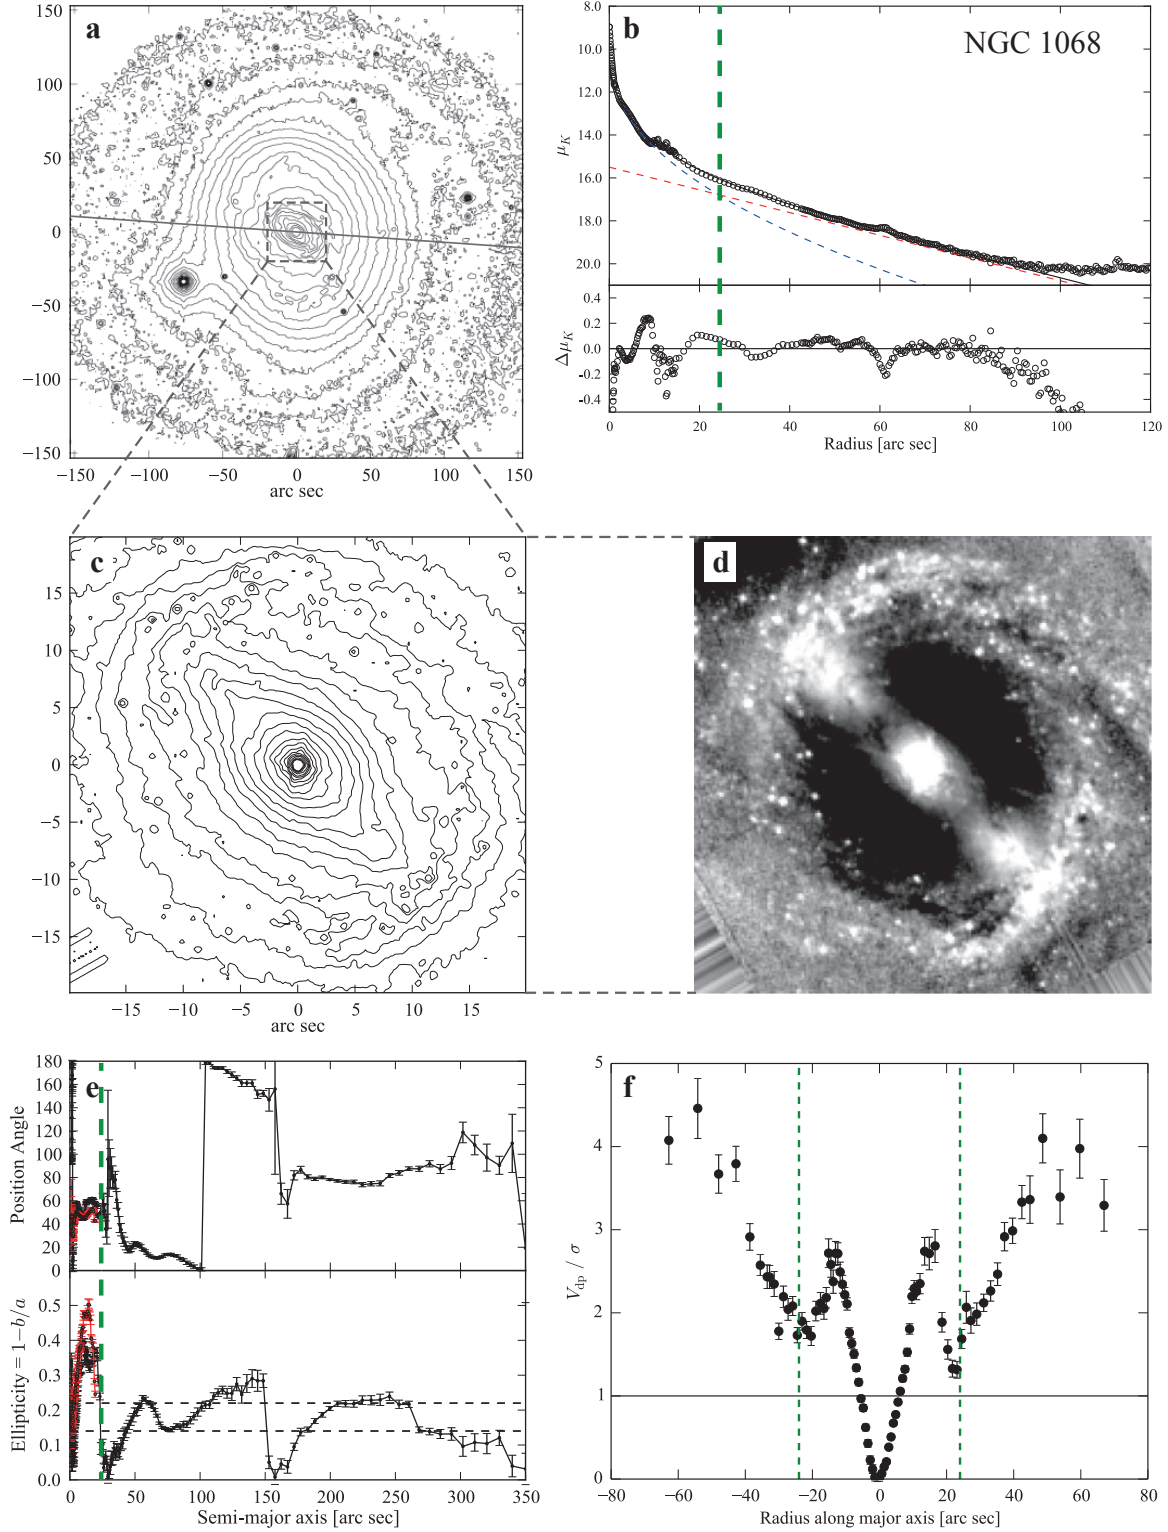 a
150
100
50
0
−50
−100
−150
−150 −100 −50 0 50 100 150
arc sec
b
NGC 1068
8.0
10.0
12.0
14.0
16.0
18.0
20.0
μK
0.4
0.2
0.0
-0.2
-0.4
ΔμK
0 20 40 60 80 100 120
Radius [arc sec]
c
15
10
5
0
−5
−10
−15
−15 −10 −5 0 5 10 15
arc sec
d
e
180
160
140
120
100
80
60
40
20
0
Position Angle
0.5
0.4
0.3
0.2
0.1
0.0
Ellipticity = 1−b/a
0 50 100 150 200 250 300 350
Semi-major axis [arc sec]
f
5
4
3
2
1
0
Vdp / σ
−80 −60 −40 −20 0 20 40 60 80
Radius along major axis [arc sec]